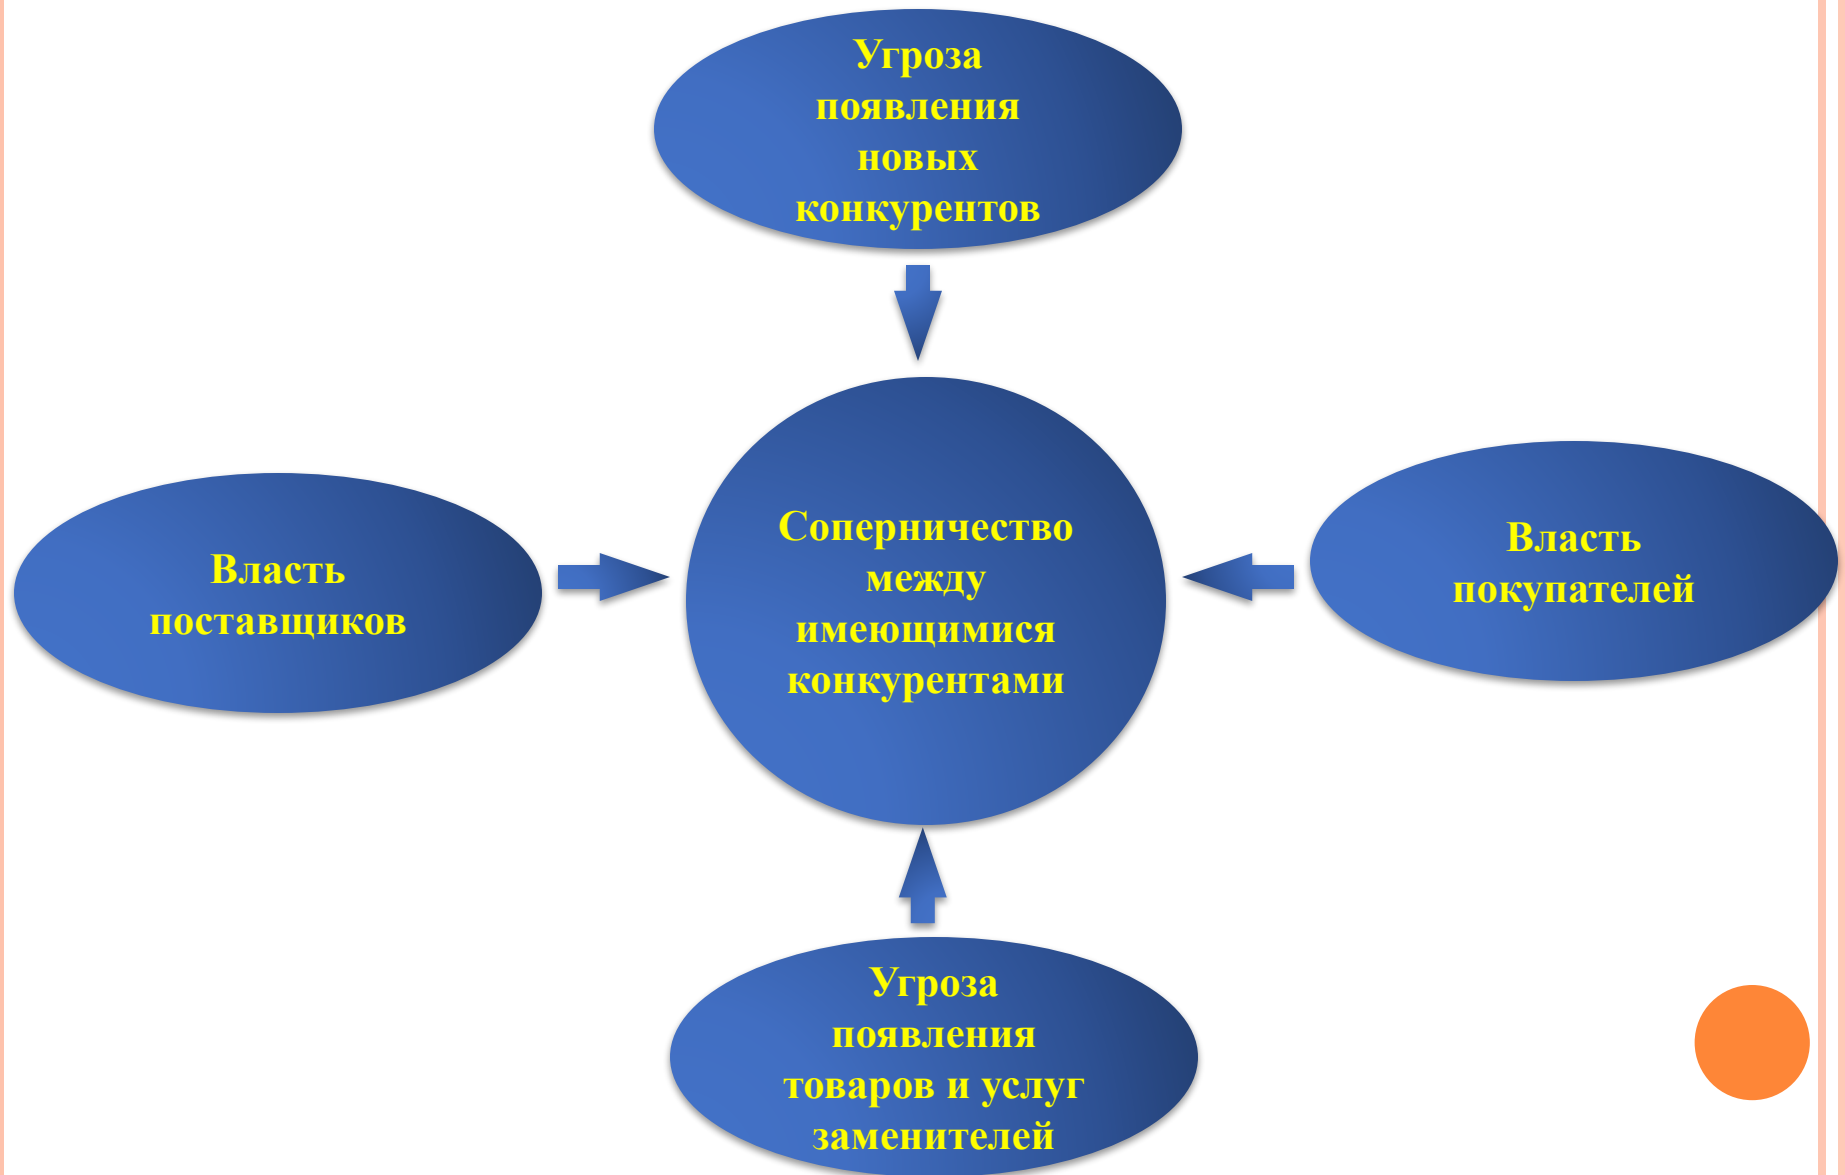 Угроза
появления
новых
конкурентов
Власть
поставщиков
Соперничество
между
имеющимися
конкурентами
Власть
покупателей
Угроза
появления
товаров и услуг
заменителей